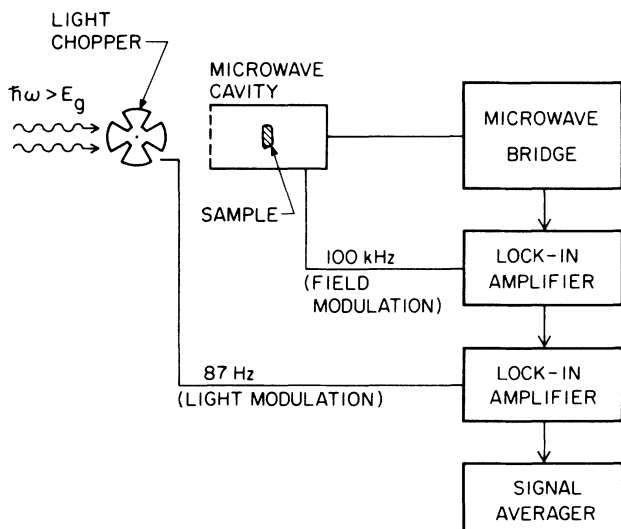 LIGHT
CHOPPER
ħω > Eg
MICROWAVE
CAVITY
SAMPLE
MICROWAVE
BRIDGE
100 kHz
(FIELD
MODULATION)
LOCK-IN
AMPLIFIER
87 Hz
(LIGHT MODULATION)
LOCK-IN
AMPLIFIER
SIGNAL
AVERAGER